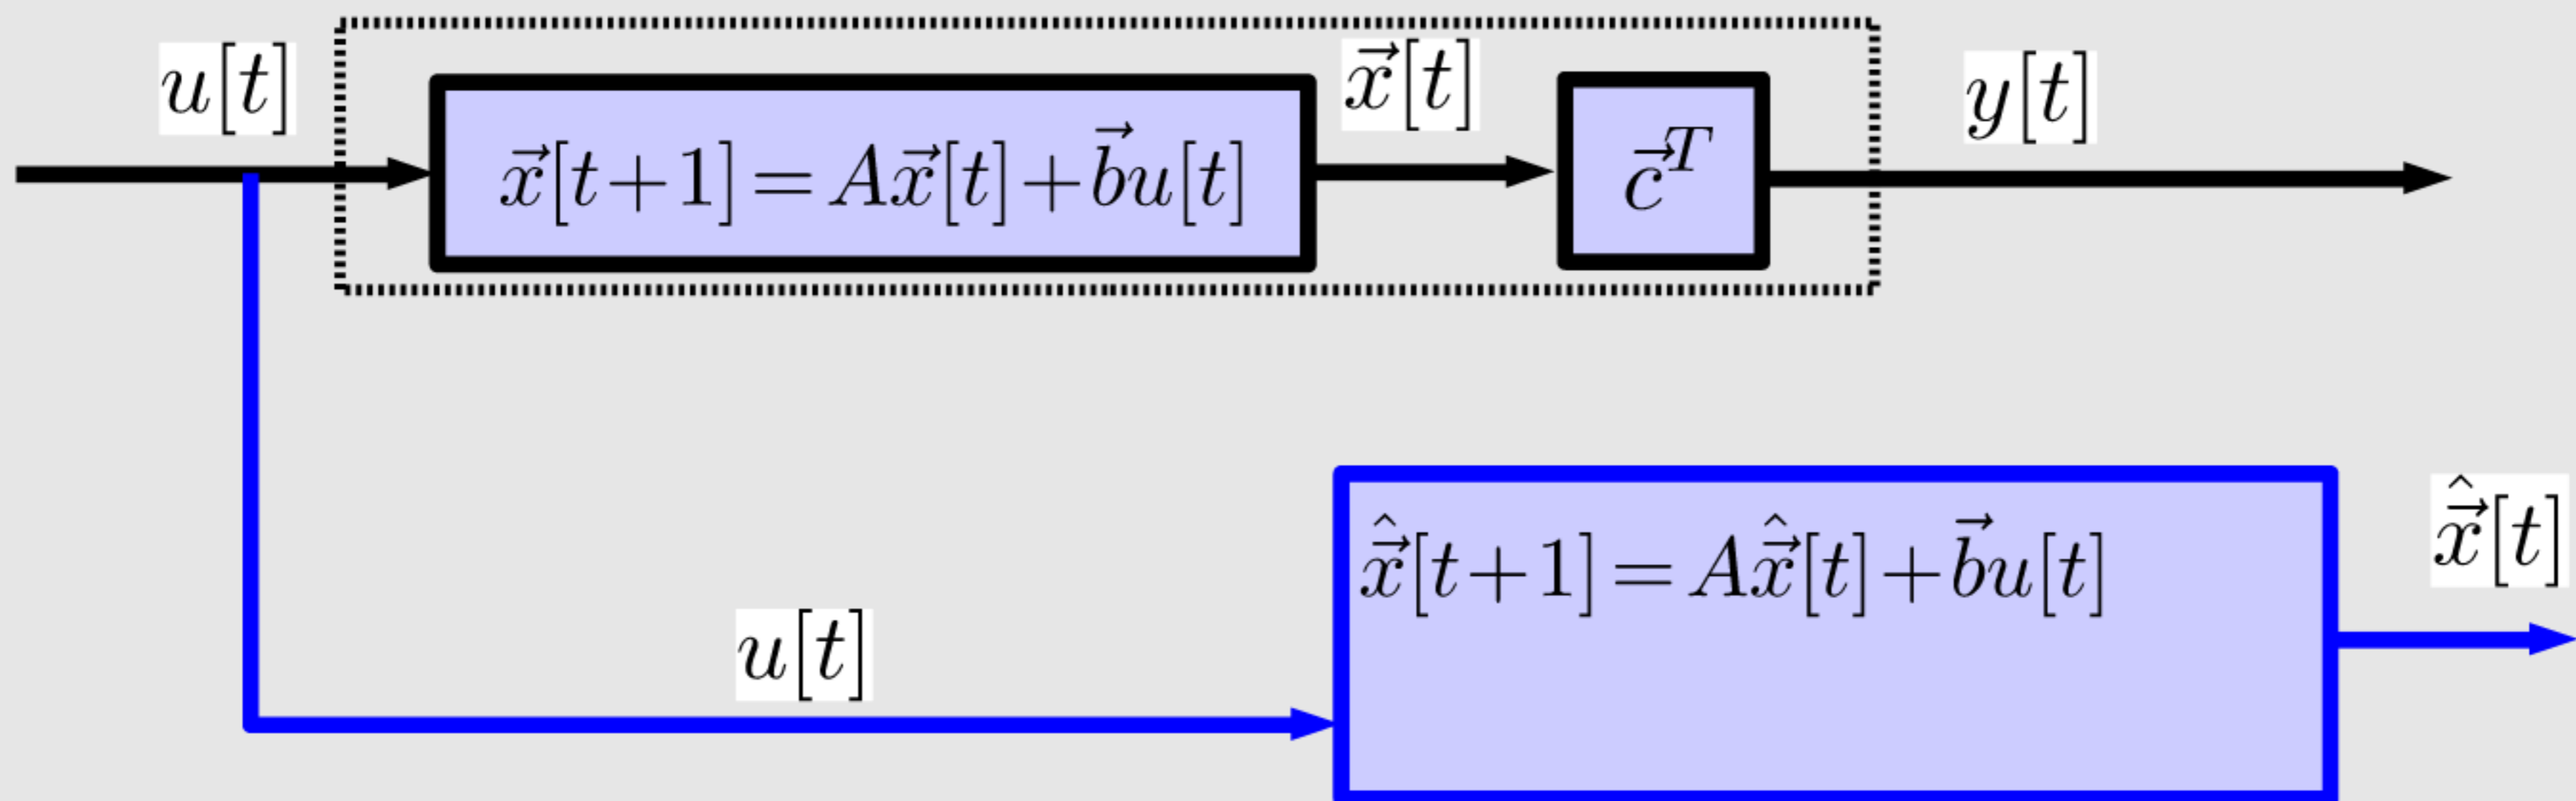 u[t]
x⃗[t+1]=Ax⃗[t]+b⃗u[t]
x⃗[t]
c⃗ᵀ
y[t]
x⃗̂[t+1]=Ax⃗̂[t]+b⃗u[t]
x⃗̂[t]
u[t]